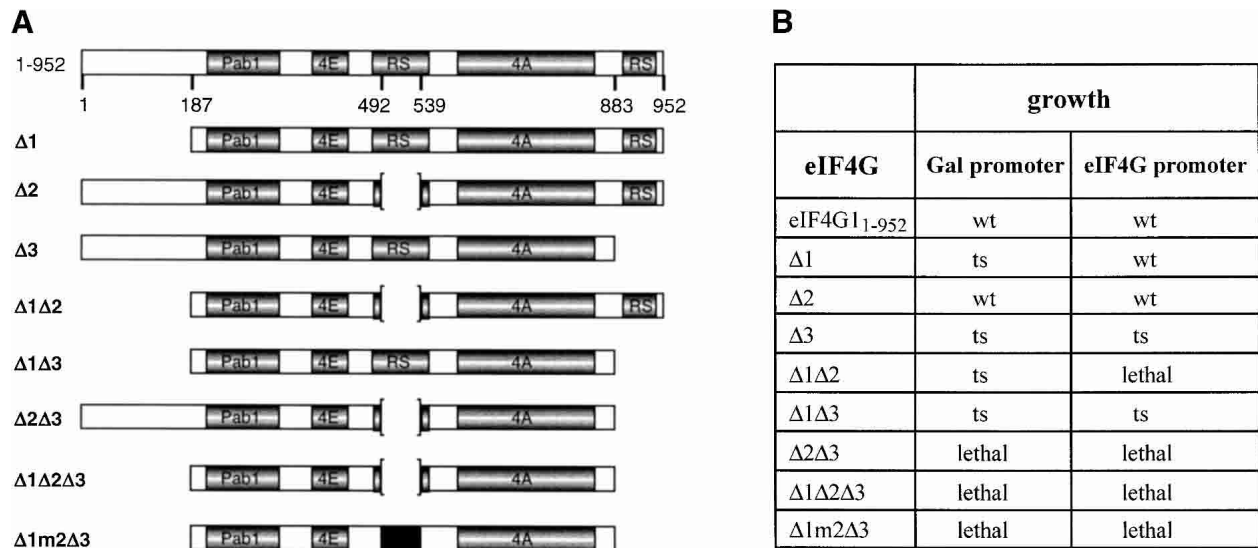 A
1-952 Pab1 4E RS 4A RS
1 187 492 539 883 952
Δ1 Pab1 4E RS 4A RS
Δ2 Pab1 4E 4A RS
Δ3 Pab1 4E RS 4A
Δ1Δ2 Pab1 4E 4A RS
Δ1Δ3 Pab1 4E RS 4A
Δ2Δ3 Pab1 4E 4A
Δ1Δ2Δ3 Pab1 4E 4A
Δ1m2Δ3 Pab1 4E 4A
B
growth
eIF4G Gal promoter eIF4G promoter
eIF4G1₁₋₉₅₂ wt wt
Δ1 ts wt
Δ2 wt wt
Δ3 ts ts
Δ1Δ2 ts lethal
Δ1Δ3 ts ts
Δ2Δ3 lethal lethal
Δ1Δ2Δ3 lethal lethal
Δ1m2Δ3 lethal lethal